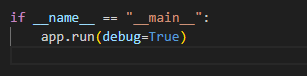 if __name__ == "__main__":
    app.run(debug=True)